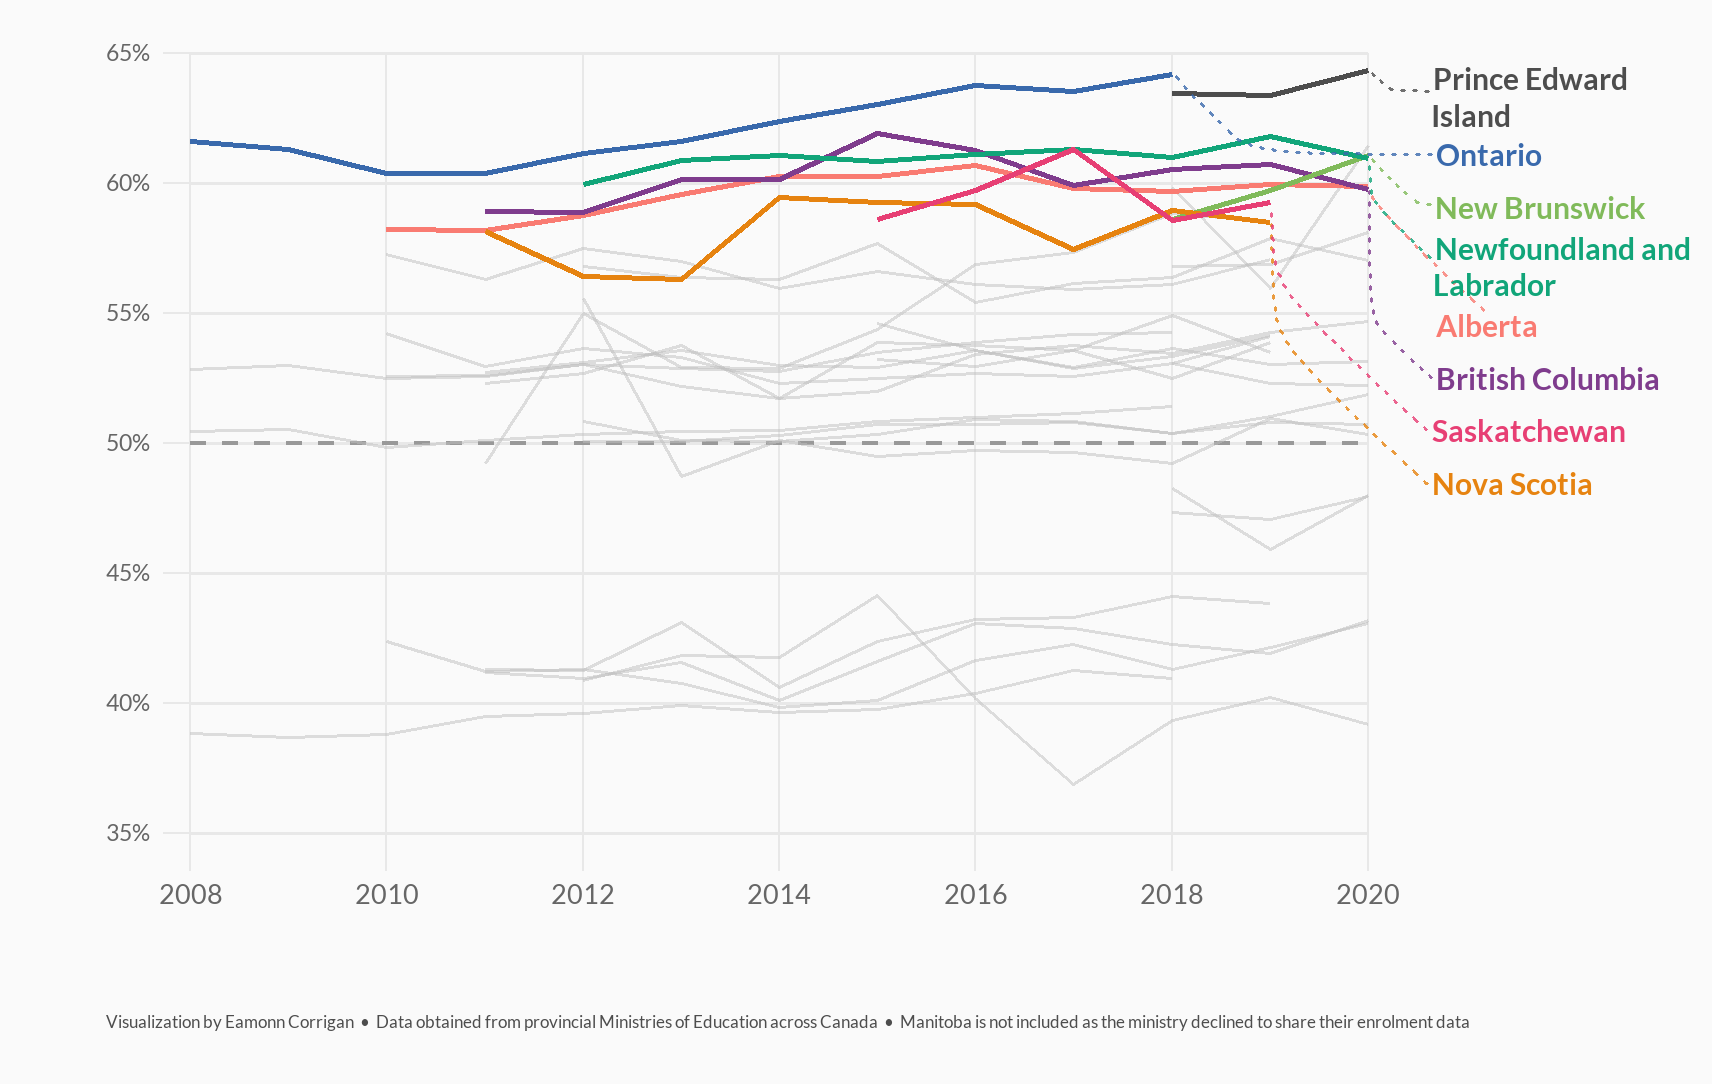 65%
60%
55%
50%
45%
40%
35%
2008
2010
2012
2014
2016
2018
2020
Prince Edward
Island
Ontario
New Brunswick
Newfoundland and
Labrador
Alberta
British Columbia
Saskatchewan
Nova Scotia
Visualization by Eamonn Corrigan • Data obtained from provincial Ministries of Education across Canada • Manitoba is not included as the ministry declined to share their enrolment data